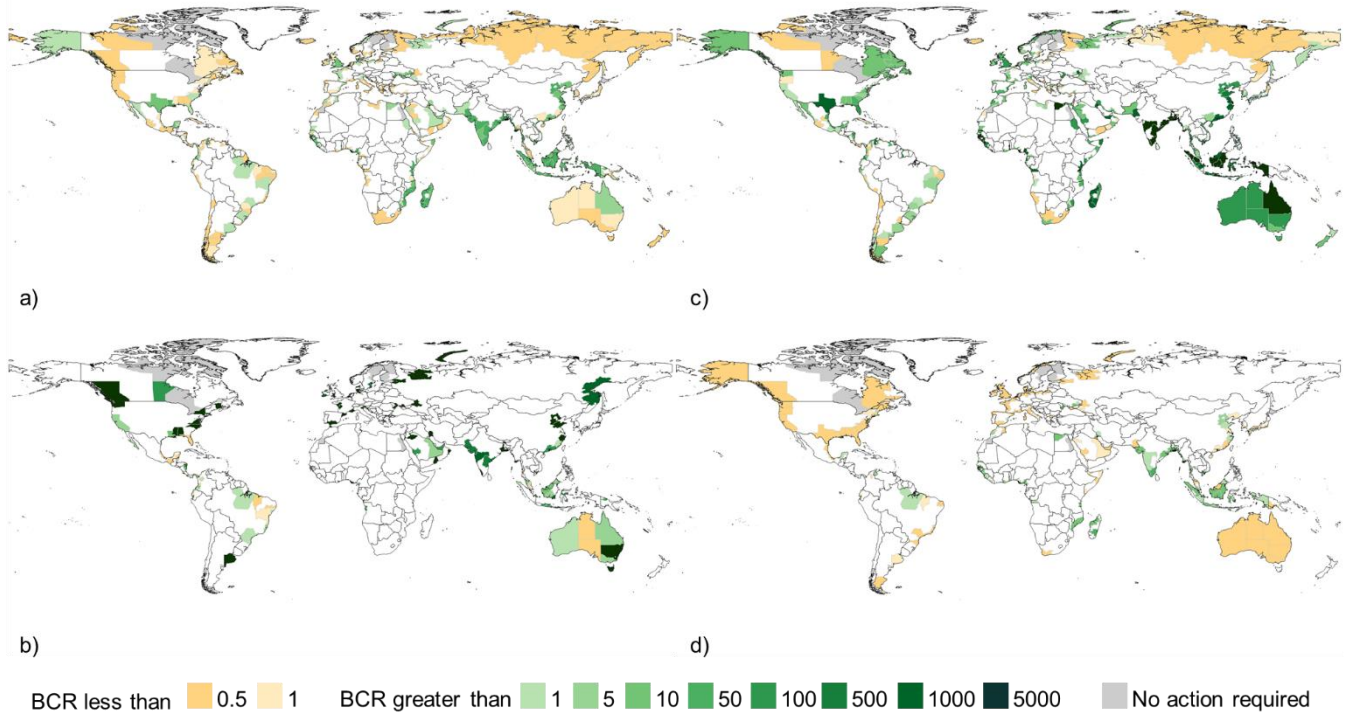 a)
c)
b)
d)
BCR less than 0.5 1 BCR greater than 1 5 10 50 100 500 1000 5000 No action required